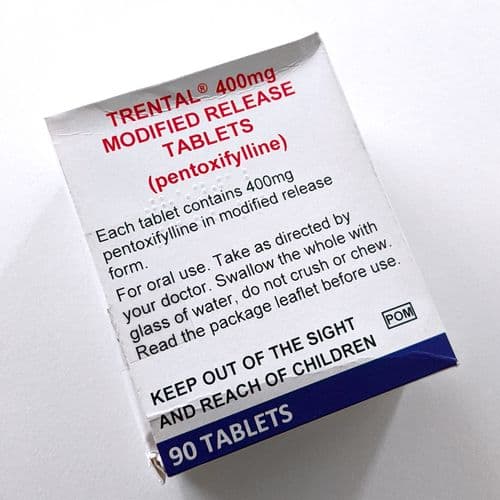 TRENTAL® 400mg
MODIFIED RELEASE
TABLETS
(pentoxifylline)
Each tablet contains 400mg
pentoxifylline in modified release
form.
For oral use. Take as directed by
your doctor. Swallow the whole with
glass of water, do not crush or chew.
Read the package leaflet before use.
POM
KEEP OUT OF THE SIGHT
AND REACH OF CHILDREN
90 TABLETS